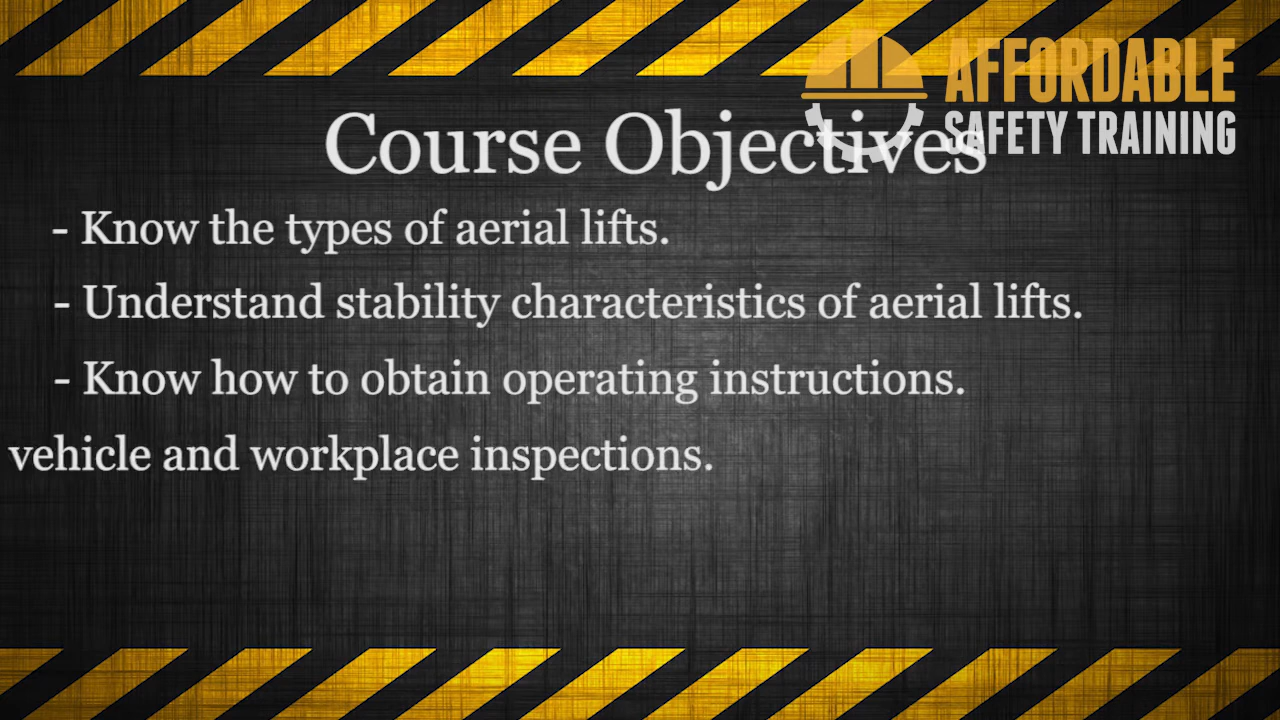 AFFORDABLE
SAFETY TRAINING
Course Objectives
- Know the types of aerial lifts.
- Understand stability characteristics of aerial lifts.
- Know how to obtain operating instructions.
vehicle and workplace inspections.